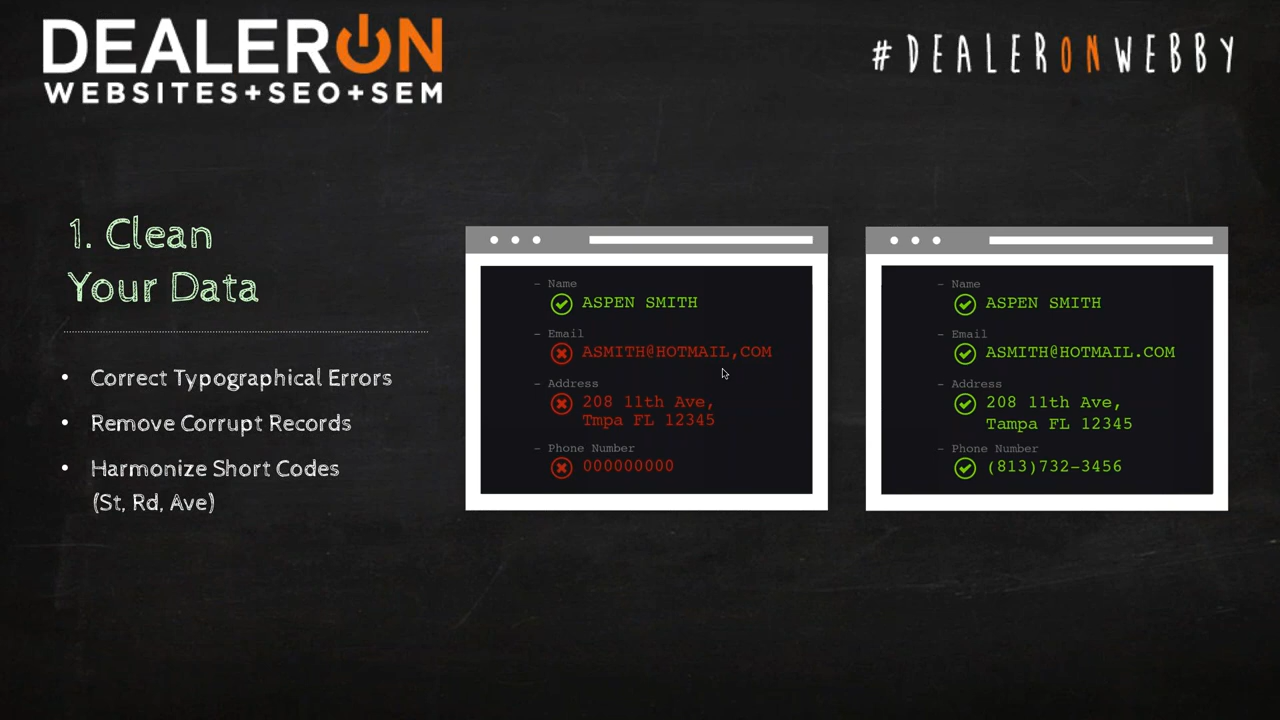 DEALERON
WEBSITES+SEO+SEM
#DEALERONWEBBY
1. Clean
Your Data
• Correct Typographical Errors
• Remove Corrupt Records
• Harmonize Short Codes
(St, Rd, Ave)
- Name
ASPEN SMITH
- Email
ASMITH@HOTMAIL,COM
- Address
208 11th Ave,
Tmpa FL 12345
- Phone Number
000000000
- Name
ASPEN SMITH
- Email
ASMITH@HOTMAIL.COM
- Address
208 11th Ave,
Tampa FL 12345
- Phone Number
(813)732-3456